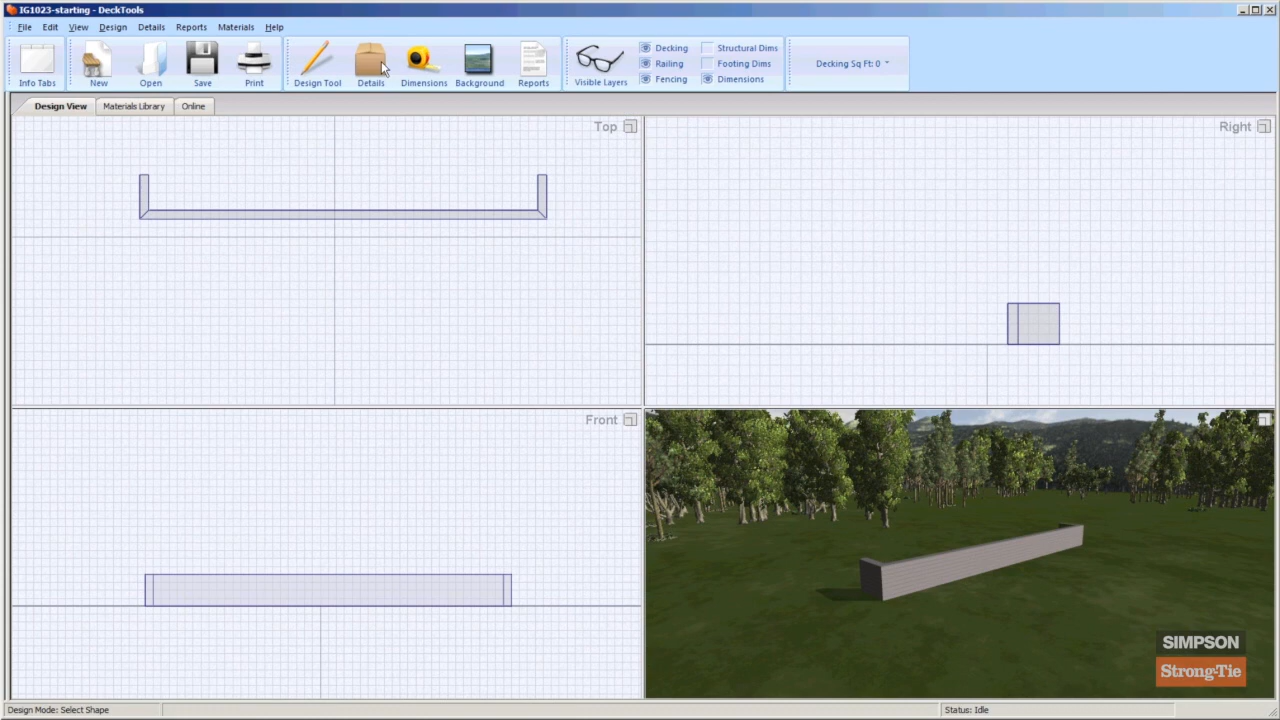 IG1023-starting - DeckTools
File Edit View Design Details Reports Materials Help
Info Tabs New Open Save Print Design Tool Details Dimensions Background Reports Visible Layers
Decking Structural Dims
Railing Footing Dims
Fencing Dimensions
Decking Sq Ft: 0
Design View Materials Library Online
Top Right
Front
SIMPSON
Strong-Tie
Design Mode: Select Shape Status: Idle